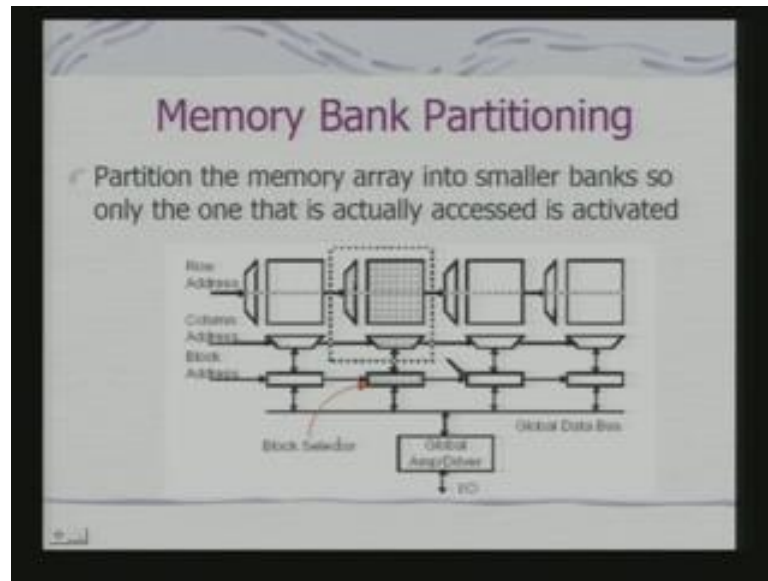 Memory Bank Partitioning
Partition the memory array into smaller banks so
only the one that is actually accessed is activated
Row
Address
Column
Address
Block
Address
Global Data Bus
Block Selector
Global
Amp/Driver
I/O